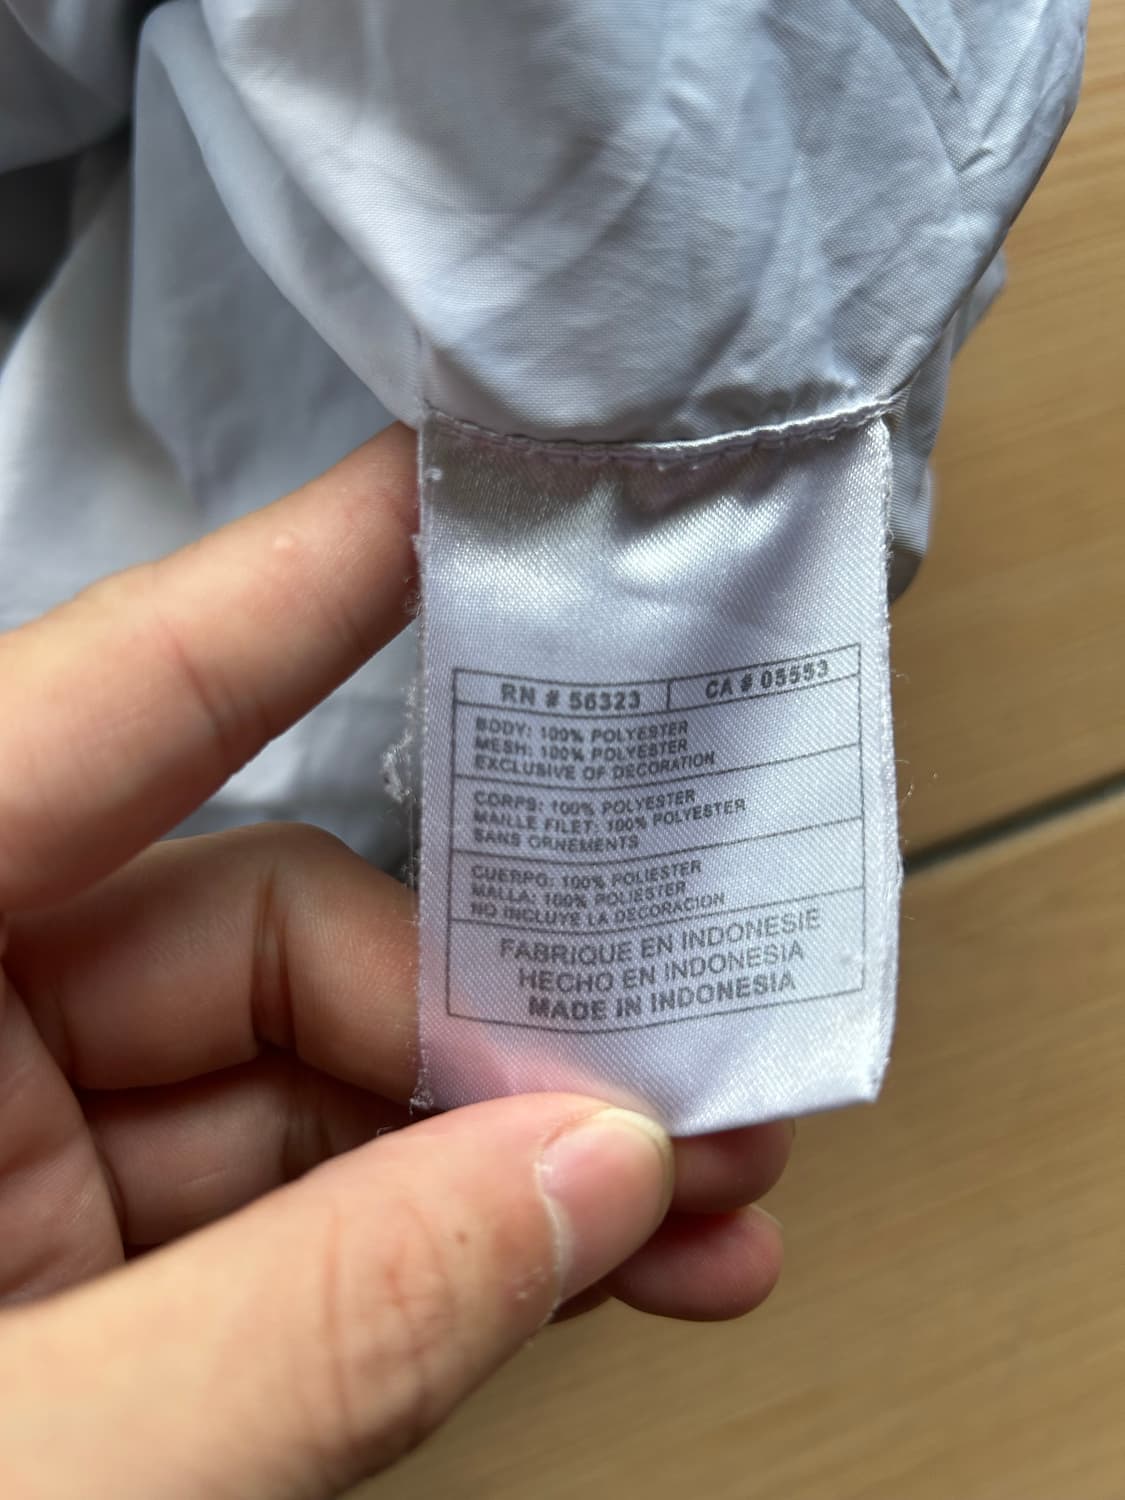 RN # 56323 CA # 05553
BODY: 100% POLYESTER
MESH: 100% POLYESTER
EXCLUSIVE OF DECORATION
CORPS: 100% POLYESTER
MAILLE FILET: 100% POLYESTER
SANS ORNEMENTS
CUERPO: 100% POLIESTER
MALLA: 100% POLIESTER
NO INCLUYE LA DECORACION
FABRIQUE EN INDONESIE
HECHO EN INDONESIA
MADE IN INDONESIA